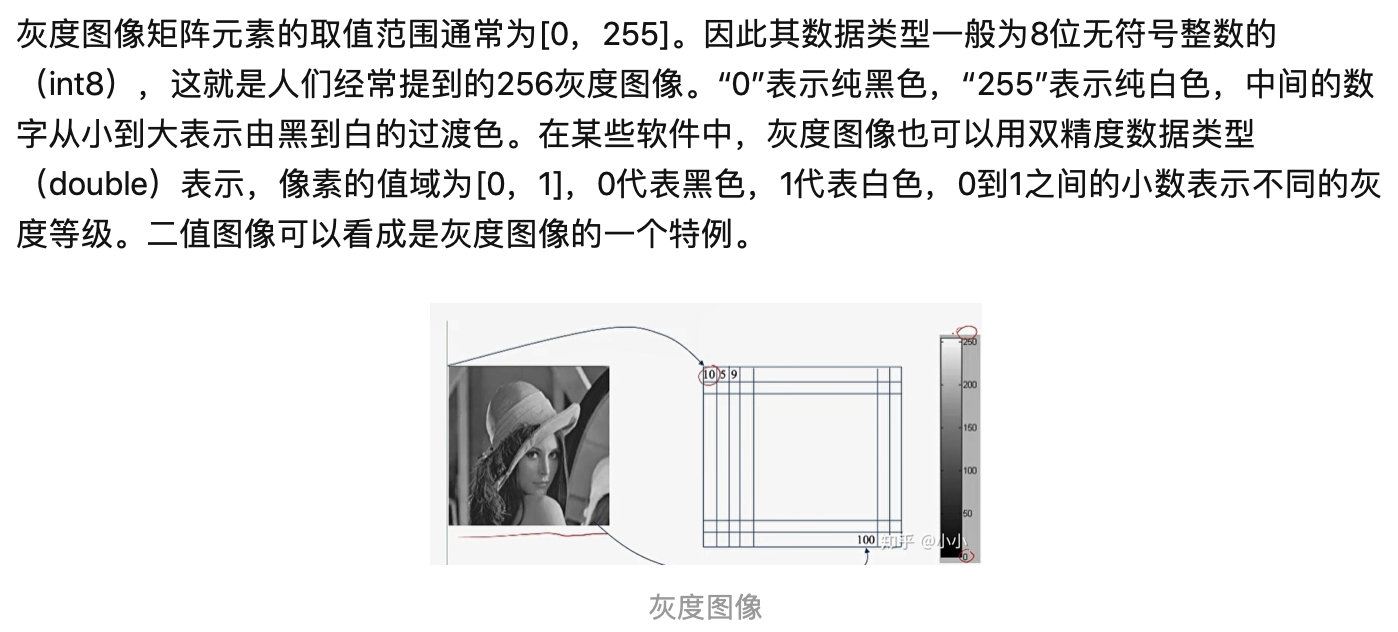 灰度图像矩阵元素的取值范围通常为[0，255]。因此其数据类型一般为8位无符号整数的
（int8），这就是人们经常提到的256灰度图像。“0”表示纯黑色，“255”表示纯白色，中间的数
字从小到大表示由黑到白的过渡色。在某些软件中，灰度图像也可以用双精度数据类型
（double）表示，像素的值域为[0，1]，0代表黑色，1代表白色，0到1之间的小数表示不同的灰
度等级。二值图像可以看成是灰度图像的一个特例。
250
10 5 9
200
150
100
50
100
知乎 @小小
0
灰度图像